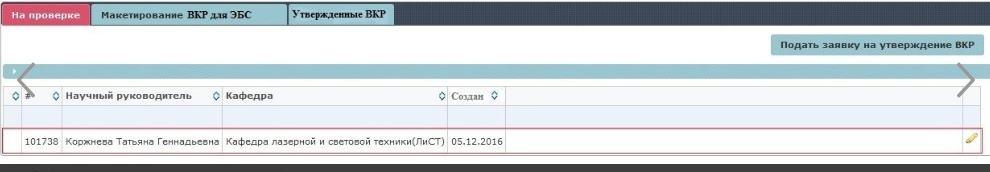 На проверке Макетирование ВКР для ЭБС Утвержденные ВКР
Подать заявку на утверждение ВКР
# Научный руководитель Кафедра Создан
101738 Коржнева Татьяна Геннадьевна Кафедра лазерной и световой техники(ЛиСТ) 05.12.2016